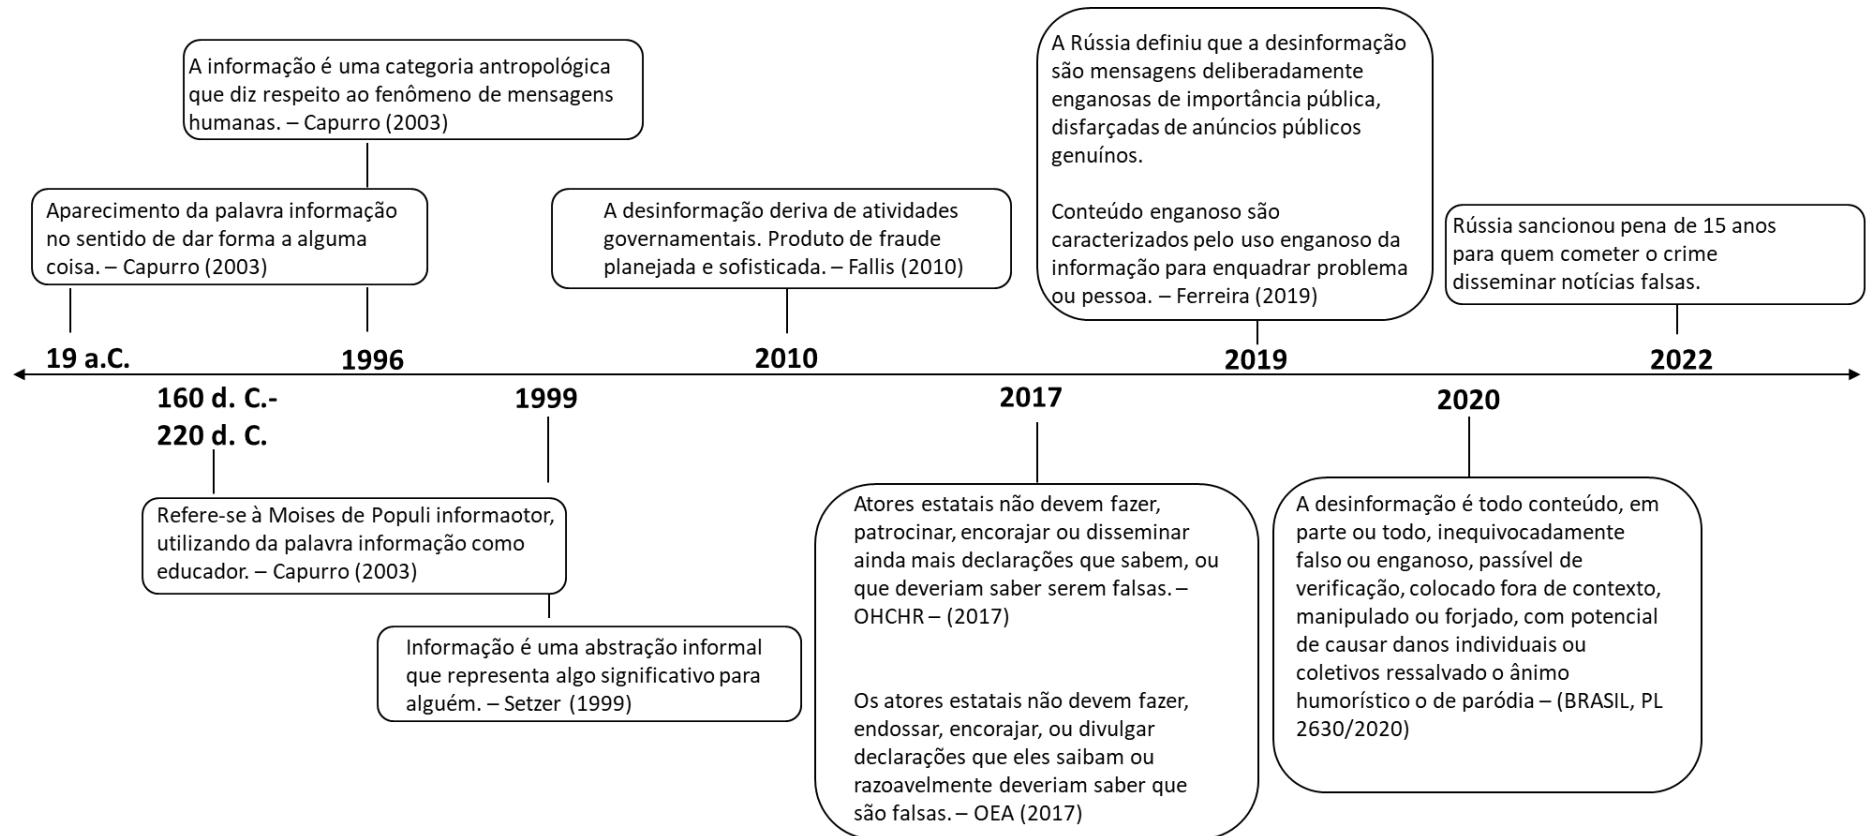 A informação é uma categoria antropológica
que diz respeito ao fenômeno de mensagens
humanas. – Capurro (2003)
Aparecimento da palavra informação
no sentido de dar forma a alguma
coisa. – Capurro (2003)
A desinformação deriva de atividades
governamentais. Produto de fraude
planejada e sofisticada. – Fallis (2010)
A Rússia definiu que a desinformação
são mensagens deliberadamente
enganosas de importância pública,
disfarçadas de anúncios públicos
genuínos.
Conteúdo enganoso são
caracterizados pelo uso enganoso da
informação para enquadrar problema
ou pessoa. – Ferreira (2019)
Rússia sancionou pena de 15 anos
para quem cometer o crime
disseminar notícias falsas.
19 a.C.
1996
2010
2019
2022
160 d. C.-
220 d. C.
1999
2017
2020
Refere-se à Moises de Populi informaotor,
utilizando da palavra informação como
educador. – Capurro (2003)
Informação é uma abstração informal
que representa algo significativo para
alguém. – Setzer (1999)
Atores estatais não devem fazer,
patrocinar, encorajar ou disseminar
ainda mais declarações que sabem, ou
que deveriam saber serem falsas. –
OHCHR – (2017)
Os atores estatais não devem fazer,
endossar, encorajar, ou divulgar
declarações que eles saibam ou
razoavelmente deveriam saber que
são falsas. – OEA (2017)
A desinformação é todo conteúdo, em
parte ou todo, inequivocadamente
falso ou enganoso, passível de
verificação, colocado fora de contexto,
manipulado ou forjado, com potencial
de causar danos individuais ou
coletivos ressalvado o ânimo
humorístico o de paródia – (BRASIL, PL
2630/2020)